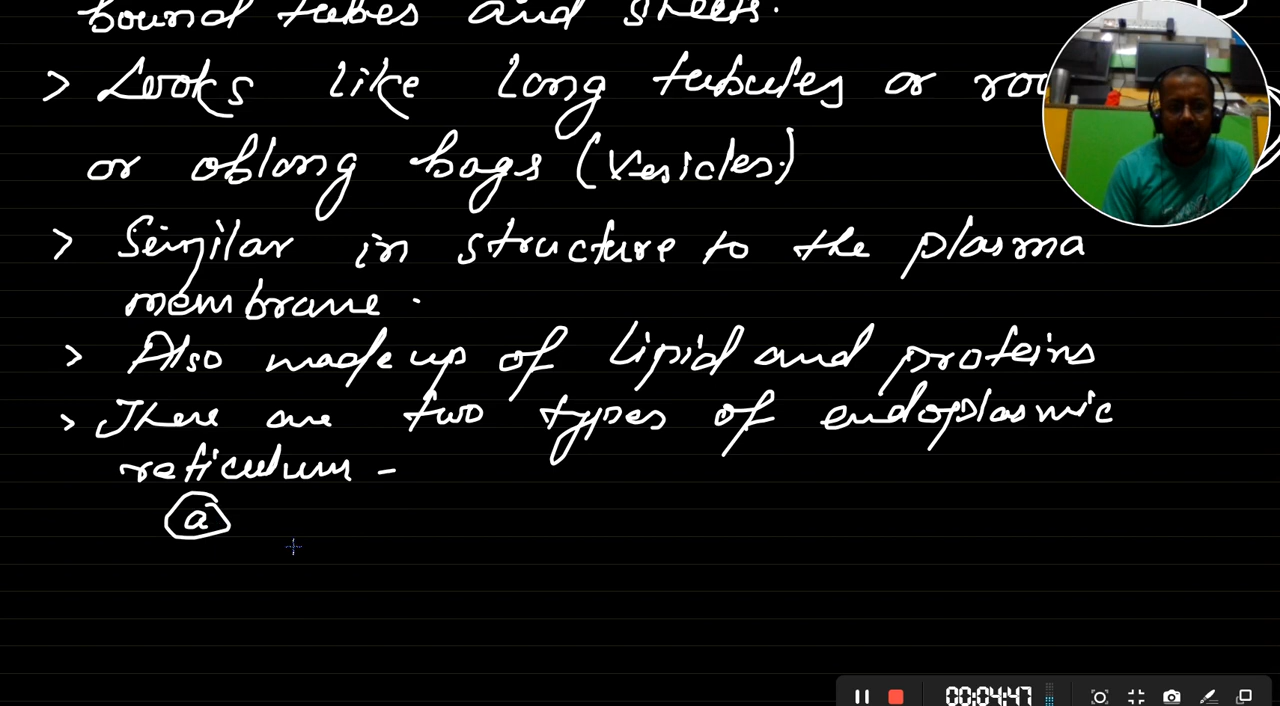 bound tubes and sheets.
> Looks like long tubules or
or oblong bags (vesicles.)
> Similar in structure to the plasma
membrane.
> Also made up of lipid and proteins
> There are two types of endoplasmic
reticulum -
a
00:04:47